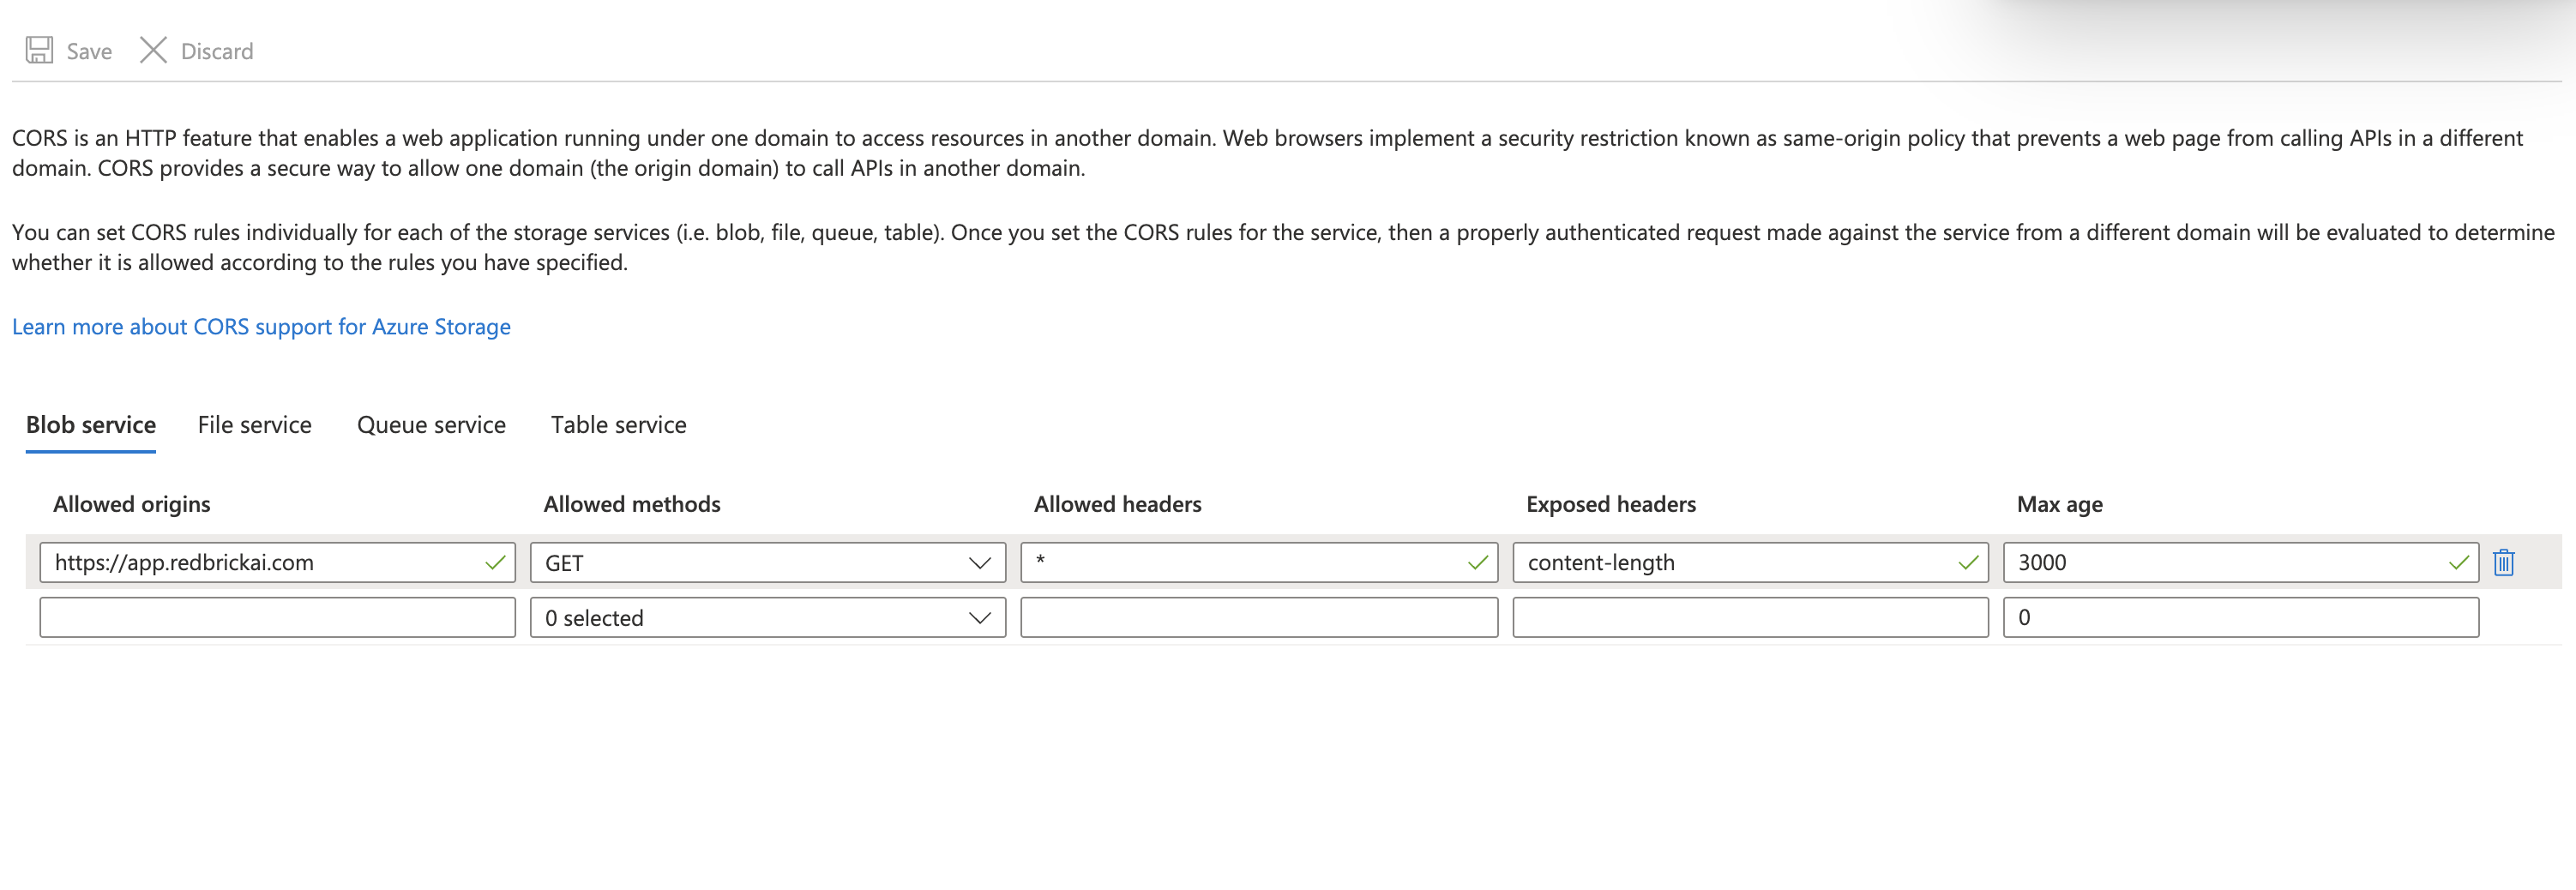 Save Discard
CORS is an HTTP feature that enables a web application running under one domain to access resources in another domain. Web browsers implement a security restriction known as same-origin policy that prevents a web page from calling APIs in a different
domain. CORS provides a secure way to allow one domain (the origin domain) to call APIs in another domain.
You can set CORS rules individually for each of the storage services (i.e. blob, file, queue, table). Once you set the CORS rules for the service, then a properly authenticated request made against the service from a different domain will be evaluated to determine
whether it is allowed according to the rules you have specified.
Learn more about CORS support for Azure Storage
Blob service File service Queue service Table service
Allowed origins Allowed methods Allowed headers Exposed headers Max age
https://app.redbrickai.com GET * content-length 3000
0 selected 0